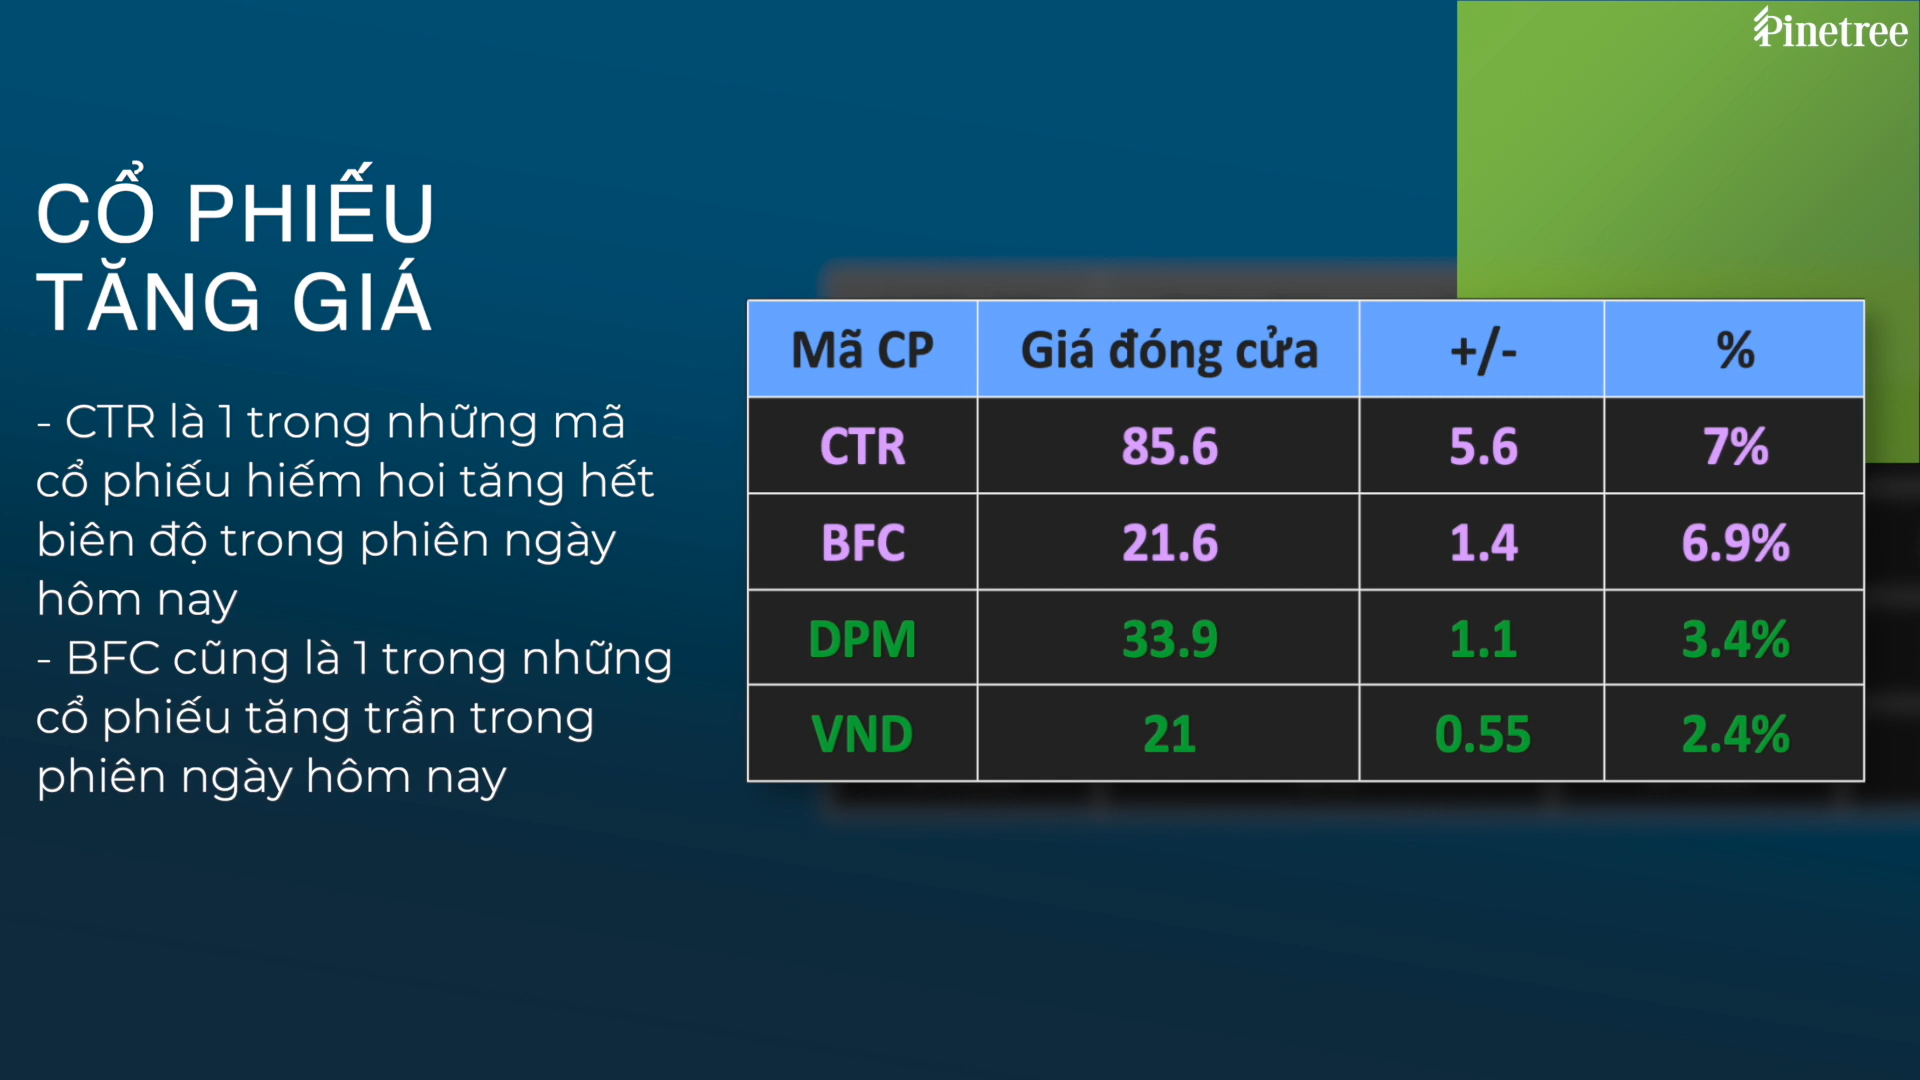 Pinetree
CỔ PHIẾU
TĂNG GIÁ
- CTR là 1 trong những mã
cổ phiếu hiếm hoi tăng hết
biên độ trong phiên ngày
hôm nay
- BFC cũng là 1 trong những
cổ phiếu tăng trần trong
phiên ngày hôm nay
Mã CP Giá đóng cửa +/- %
CTR 85.6 5.6 7%
BFC 21.6 1.4 6.9%
DPM 33.9 1.1 3.4%
VND 21 0.55 2.4%